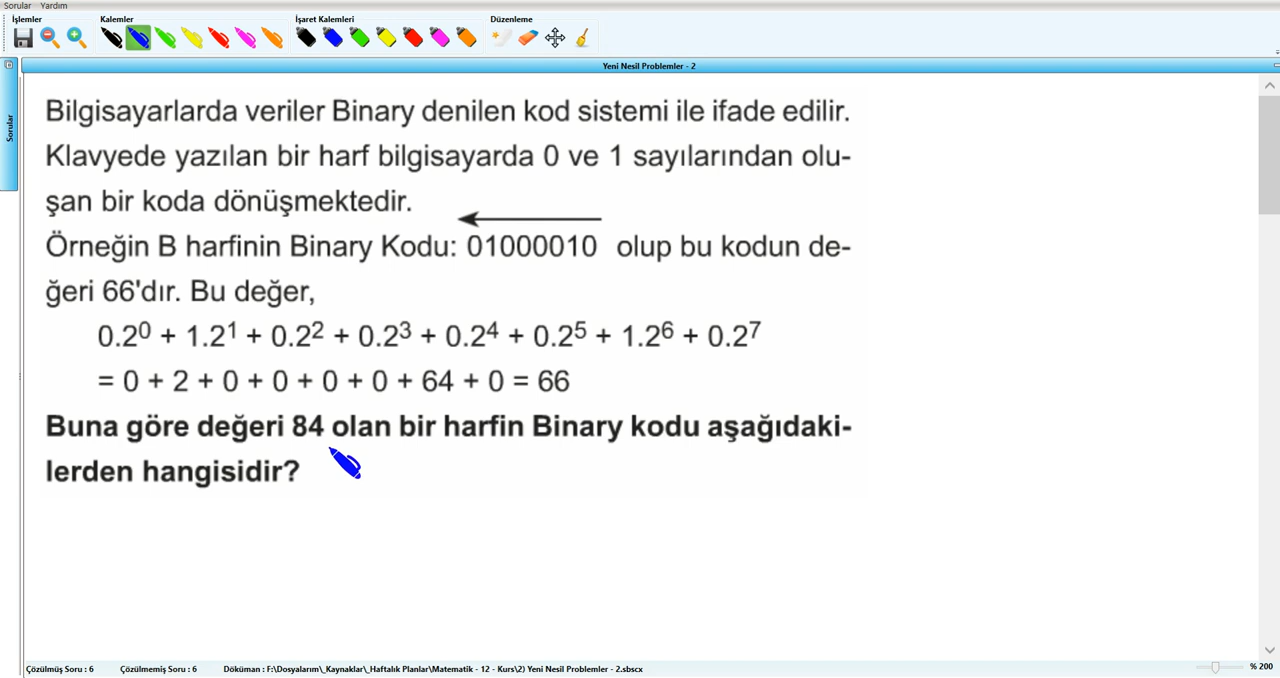 Sorular Yardım
İşlemler Kalemler İşaret Kalemleri Düzenleme
Yeni Nesil Problemler - 2
Sorular
Bilgisayarlarda veriler Binary denilen kod sistemi ile ifade edilir.
Klavyede yazılan bir harf bilgisayarda 0 ve 1 sayılarından olu-
şan bir koda dönüşmektedir.
Örneğin B harfinin Binary Kodu: 01000010 olup bu kodun de-
ğeri 66'dır. Bu değer,
0.2⁰ + 1.2¹ + 0.2² + 0.2³ + 0.2⁴ + 0.2⁵ + 1.2⁶ + 0.2⁷
= 0 + 2 + 0 + 0 + 0 + 0 + 64 + 0 = 66
Buna göre değeri 84 olan bir harfin Binary kodu aşağıdaki-
lerden hangisidir?
Çözülmüş Soru : 6 Çözülmemiş Soru : 6 Döküman : F:\Dosyalarım\_Kaynaklar\_Haftalık Planlar\Matematik - 12 - Kurs\2) Yeni Nesil Problemler - 2.sbscx % 200